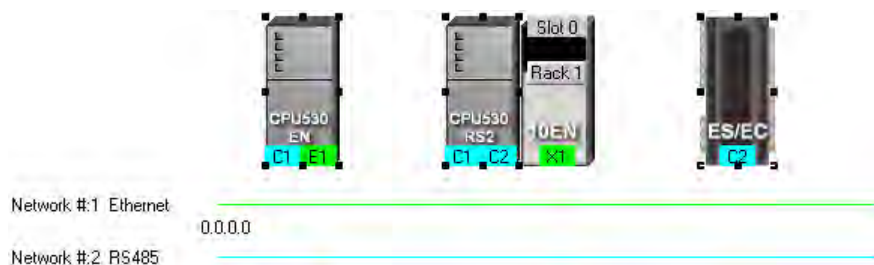 Slot 0
Rack 1
CPU530
EN
C1 E1
CPU530
RS2
C1 C2
10EN
X1
ES/EC
C2
Network #:1 Ethernet
0.0.0.0
Network #:2 RS485